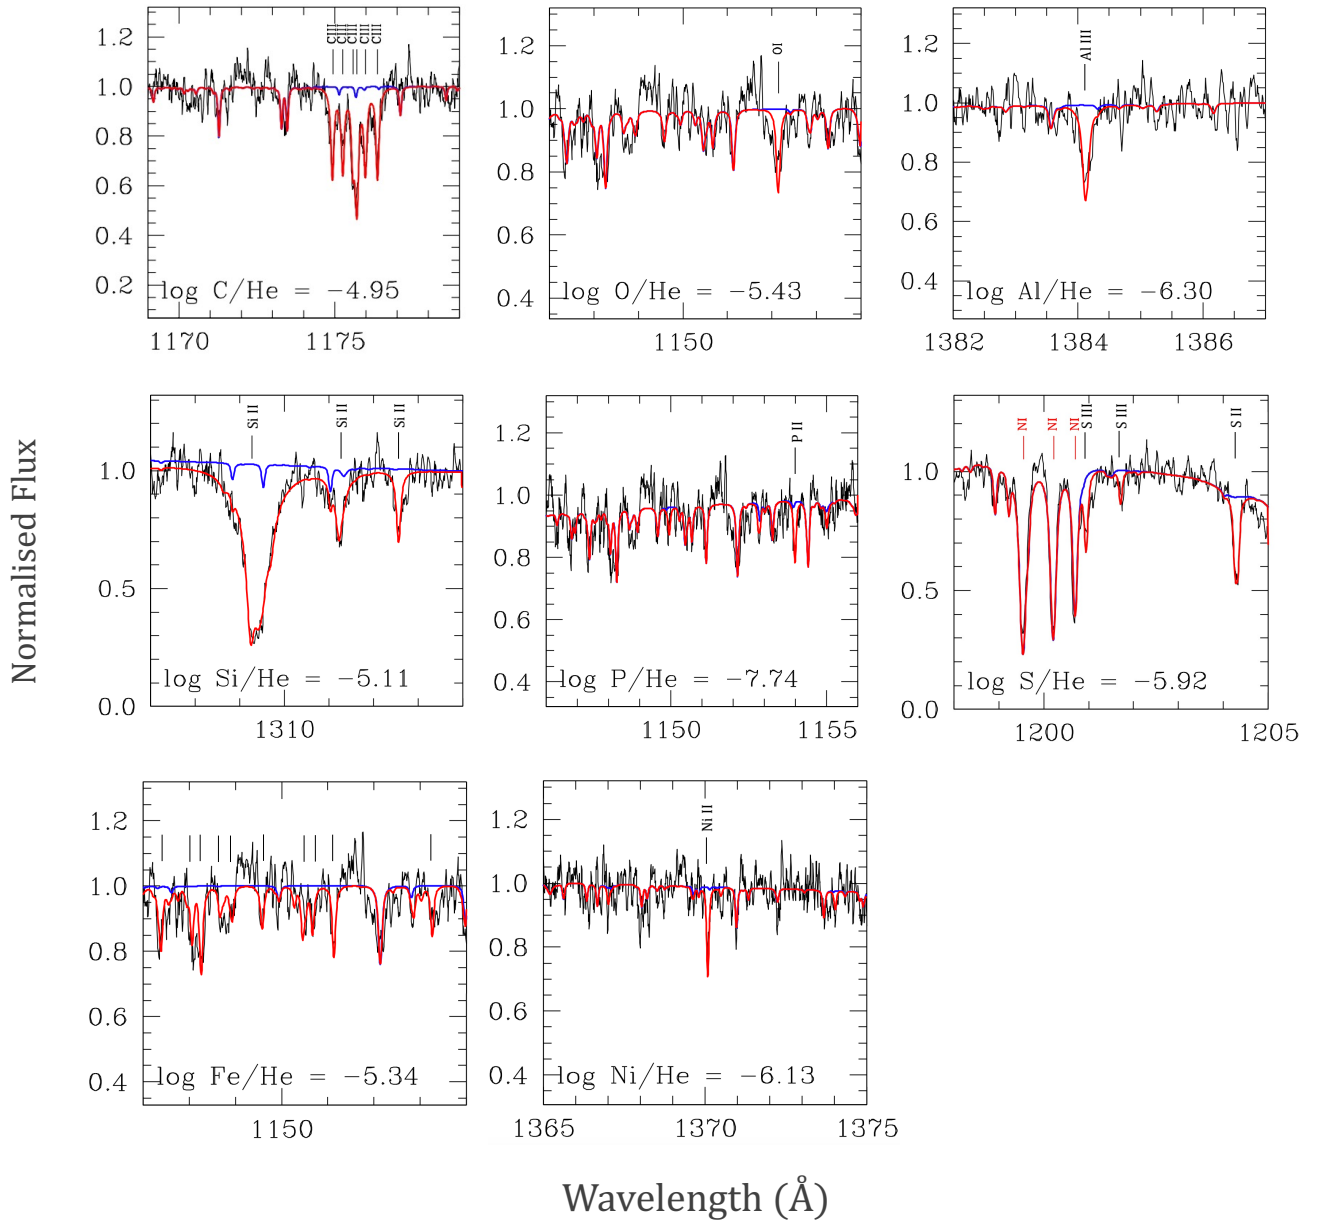 CIII CIII CIII CIII CIII
1.2
1.0
0.8
0.6
0.4
0.2
log C/He = −4.95
1170 1175
OI
1.2
1.0
0.8
0.6
0.4
log O/He = −5.43
1150
Al III
1.2
1.0
0.8
0.6
0.4
log Al/He = −6.30
1382 1384 1386
Normalised Flux
Si II Si II Si II
1.0
0.5
0.0
log Si/He = −5.11
1310
P II
1.2
1.0
0.8
0.6
0.4
log P/He = −7.74
1150 1155
NI NI NI S III S III S II
1.0
0.5
0.0
log S/He = −5.92
1200 1205
1.2
1.0
0.8
0.6
0.4
log Fe/He = −5.34
1150
Ni II
1.2
1.0
0.8
0.6
0.4
log Ni/He = −6.13
1365 1370 1375
Wavelength (Å)